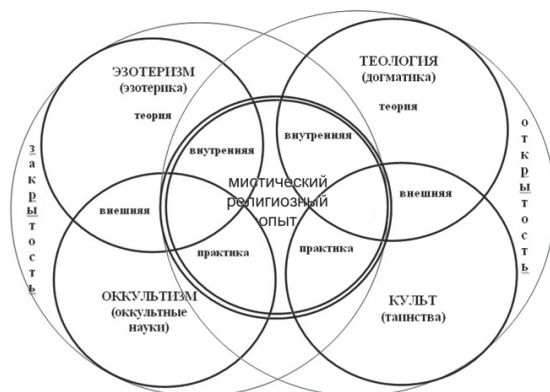 ЭЗОТЕРИЗМ
(эзотерика)
теория
ТЕОЛОГИЯ
(догматика)
теория
закрытость
открытость
внутренняя
внутренняя
мистический
религиозный
опыт
внешняя
внешняя
практика
практика
ОККУЛЬТИЗМ
(оккультные
науки)
КУЛЬТ
(таинства)